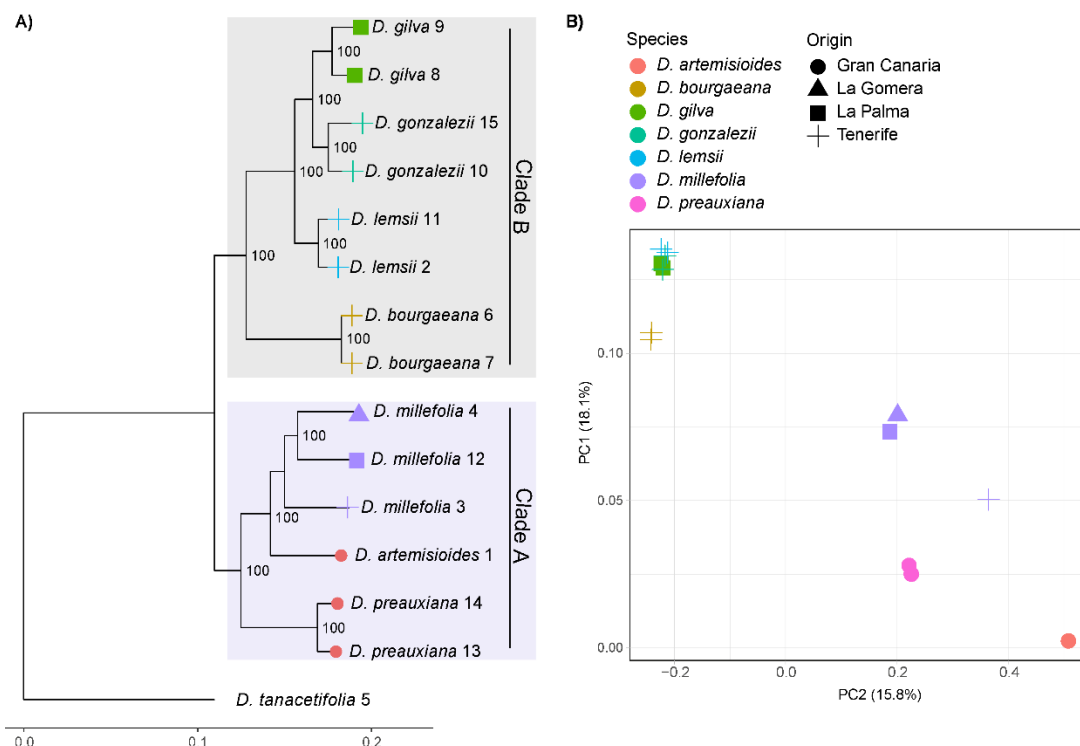 A)
D. gilva 9
100
D. gilva 8
100
D. gonzalezii 15
100
D. gonzalezii 10
100
D. lemsii 11
100
D. lemsii 2
100
D. bourgaeana 6
100
D. bourgaeana 7
Clade B
D. millefolia 4
100
D. millefolia 12
D. millefolia 3
100
D. artemisioides 1
100
D. preauxiana 14
100
D. preauxiana 13
Clade A
D. tanacetifolia 5
0.0 0.1 0.2
B)
Species
D. artemisioides
D. bourgaeana
D. gilva
D. gonzalezii
D. lemsii
D. millefolia
D. preauxiana
Origin
Gran Canaria
La Gomera
La Palma
Tenerife
PC1 (18.1%)
0.10
0.05
0.00
−0.2 0.0 0.2 0.4
PC2 (15.8%)